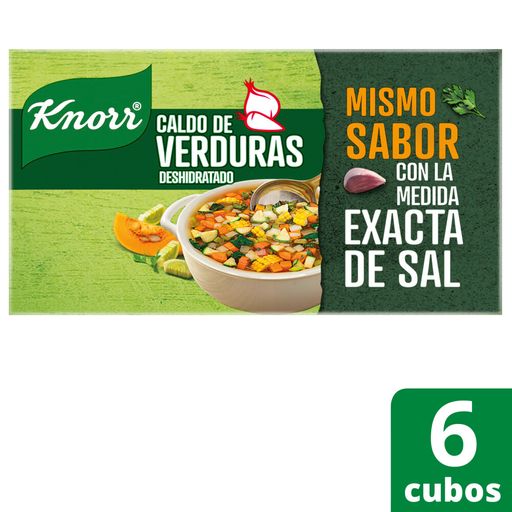 Knorr®
CALDO DE
VERDURAS
DESHIDRATADO
MISMO
SABOR
CON LA
MEDIDA
EXACTA
DE SAL
6
cubos